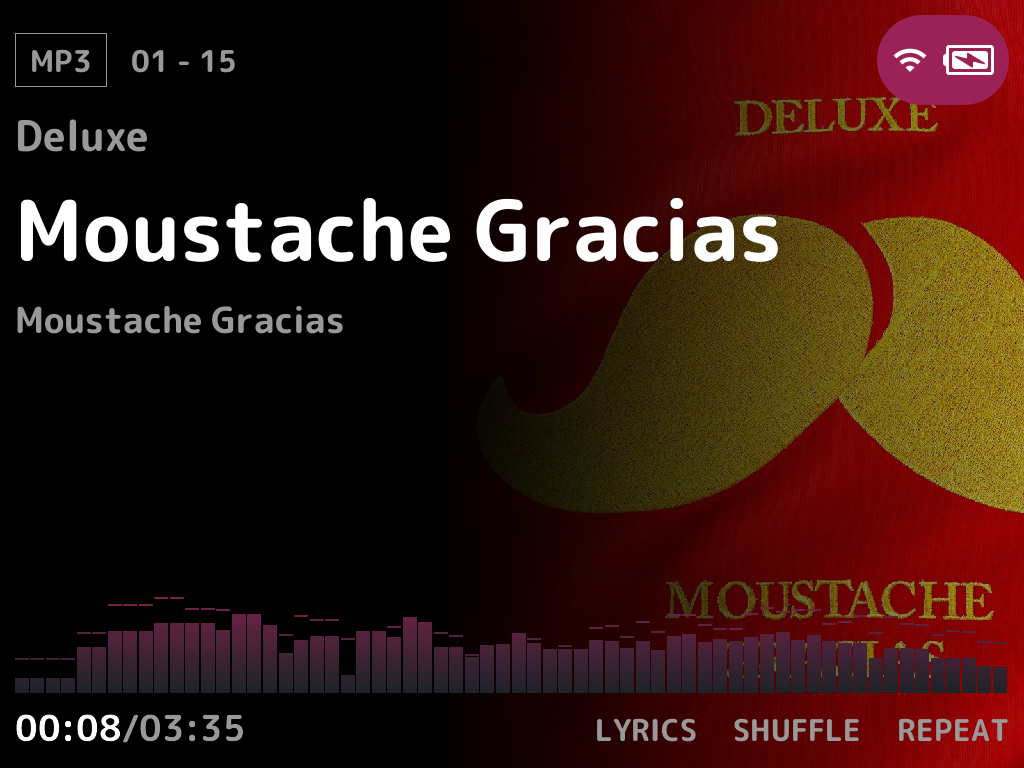 MP3 01 - 15
DELUXE
Deluxe
Moustache Gracias
Moustache Gracias
MOUSTACHE
00:08/03:35 LYRICS SHUFFLE REPEAT